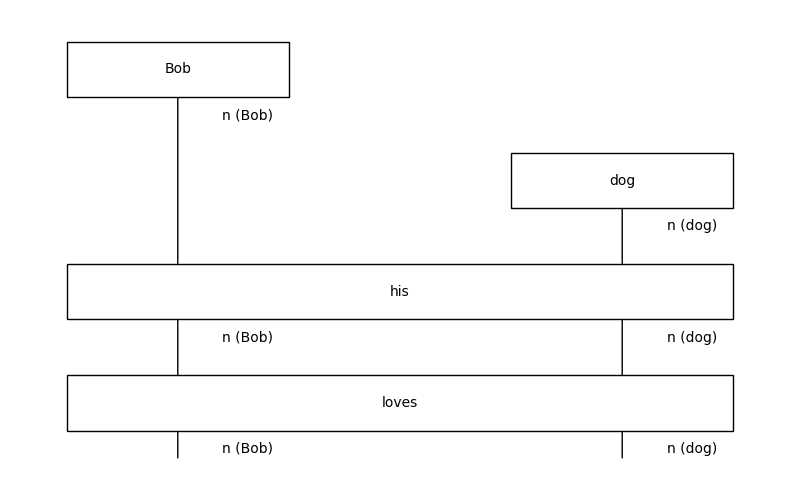 Bob
n (Bob)
dog
n (dog)
his
n (Bob) n (dog)
loves
n (Bob) n (dog)